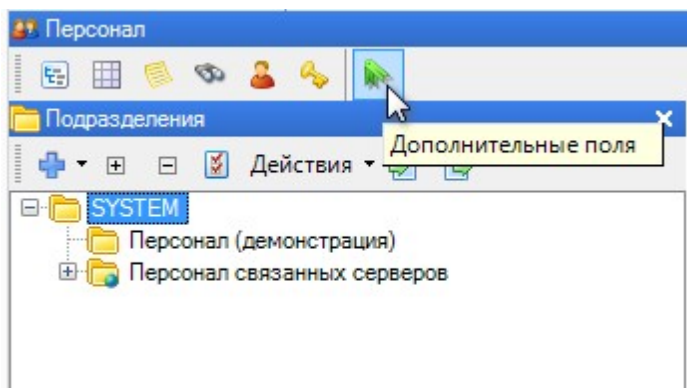 Персонал
Подразделения
Дополнительные поля
Действия
SYSTEM
Персонал (демонстрация)
Персонал связанных серверов